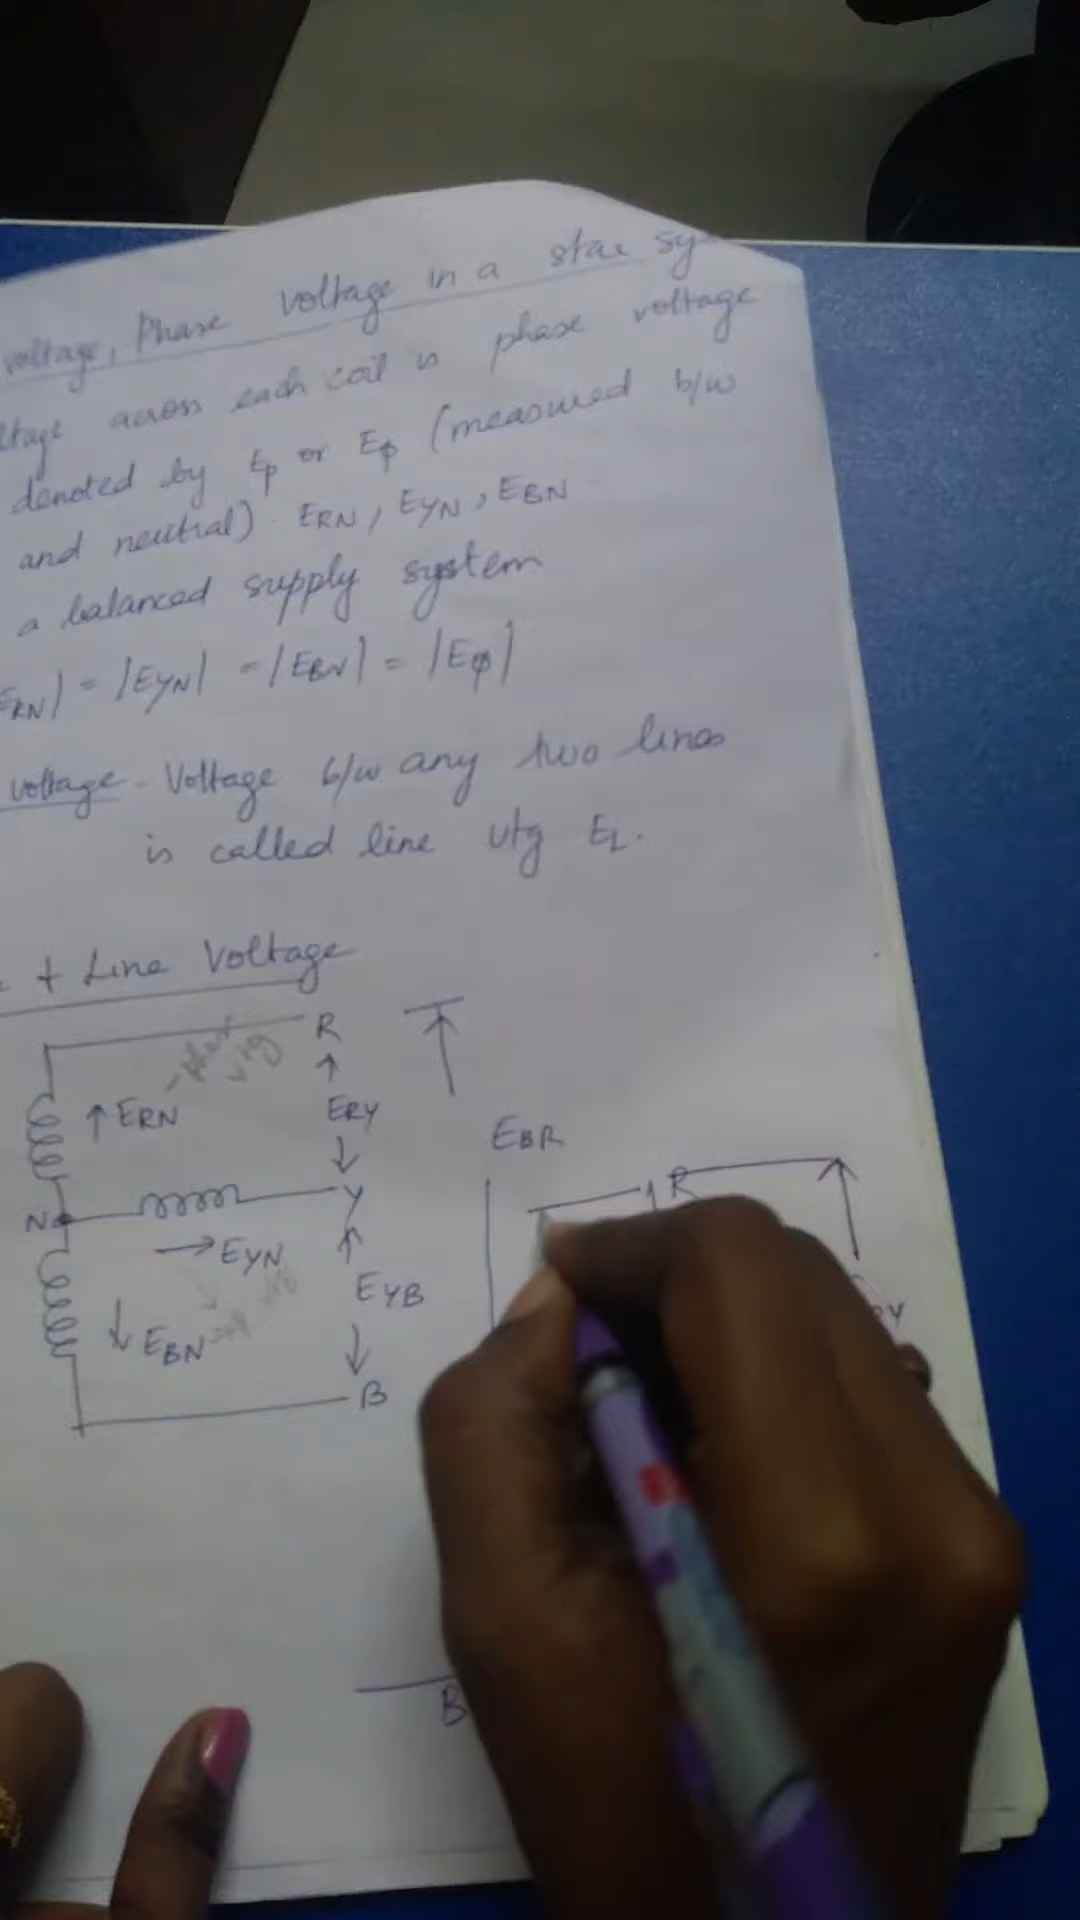 voltage, Phase voltage in a star sy
ltage across each coil is phase voltage
denoted by Ep or Eφ (measured b/w
and neutral) ERN, EYN, EBN
a balanced supply system
ERN| = |EYN| = |EBN| = |Eφ|
voltage - Voltage b/w any two lines
is called line vtg EL.
+ Line Voltage
R
vtg
ERN
ERY
EBR
R
Y
N
EYN
EYB
EBN
B
B